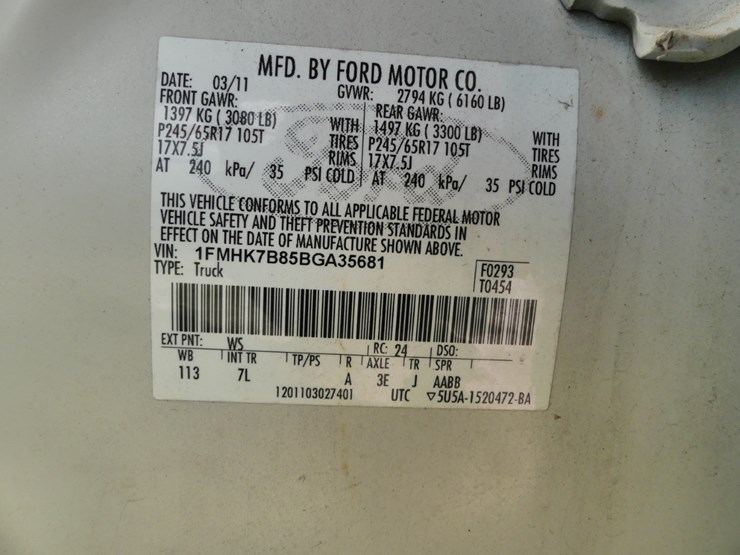 MFD. BY FORD MOTOR CO.
DATE: 03/11 GVWR: 2794 KG ( 6160 LB)
FRONT GAWR: REAR GAWR:
1397 KG ( 3080 LB) WITH 1497 KG ( 3300 LB) WITH
P245/65R17 105T TIRES P245/65R17 105T TIRES
17X7.5J RIMS 17X7.5J RIMS
AT 240 kPa/ 35 PSI COLD AT 240 kPa/ 35 PSI COLD
THIS VEHICLE CONFORMS TO ALL APPLICABLE FEDERAL MOTOR
VEHICLE SAFETY AND THEFT PREVENTION STANDARDS IN
EFFECT ON THE DATE OF MANUFACTURE SHOWN ABOVE.
VIN: 1FMHK7B85BGA35681 F0293
TYPE: Truck T0454
EXT PNT: WS RC: 24 DSO:
WB INT TR TP/PS R AXLE TR SPR
113 7L A 3E J AABB
1201103027401 UTC ▽5U5A-1520472-BA
Ford